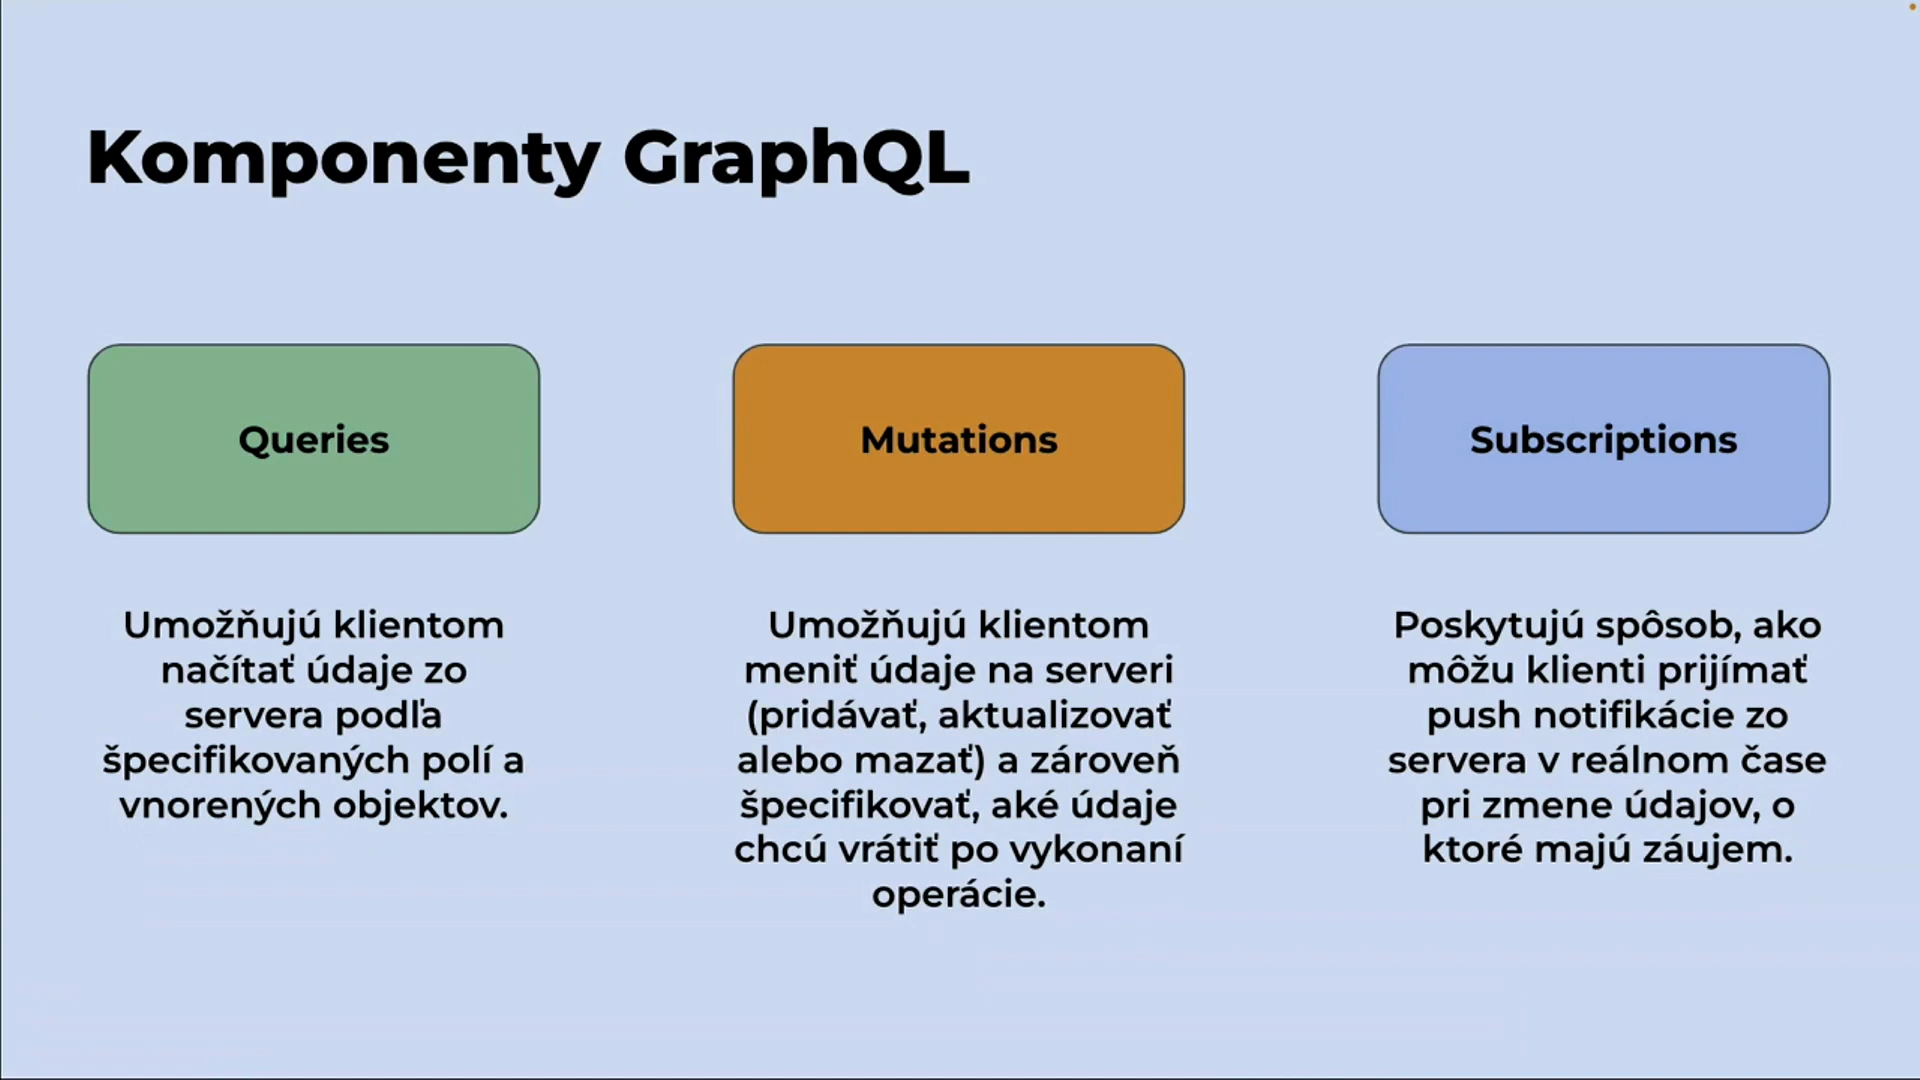 Komponenty GraphQL
Queries
Umožňujú klientom
načítať údaje zo
servera podľa
špecifikovaných polí a
vnorených objektov.
Mutations
Umožňujú klientom
meniť údaje na serveri
(pridávať, aktualizovať
alebo mazať) a zároveň
špecifikovať, aké údaje
chcú vrátiť po vykonaní
operácie.
Subscriptions
Poskytujú spôsob, ako
môžu klienti prijímať
push notifikácie zo
servera v reálnom čase
pri zmene údajov, o
ktoré majú záujem.